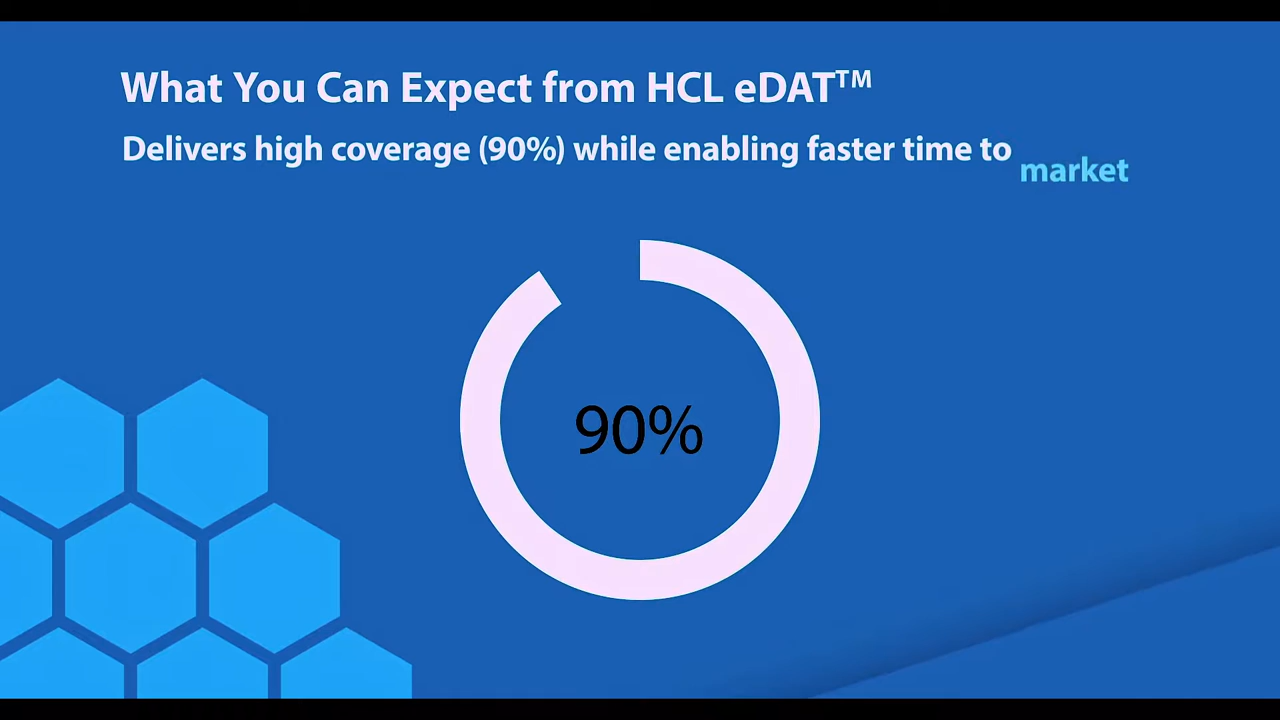 What You Can Expect from HCL eDAT™
Delivers high coverage (90%) while enabling faster time to market
90%